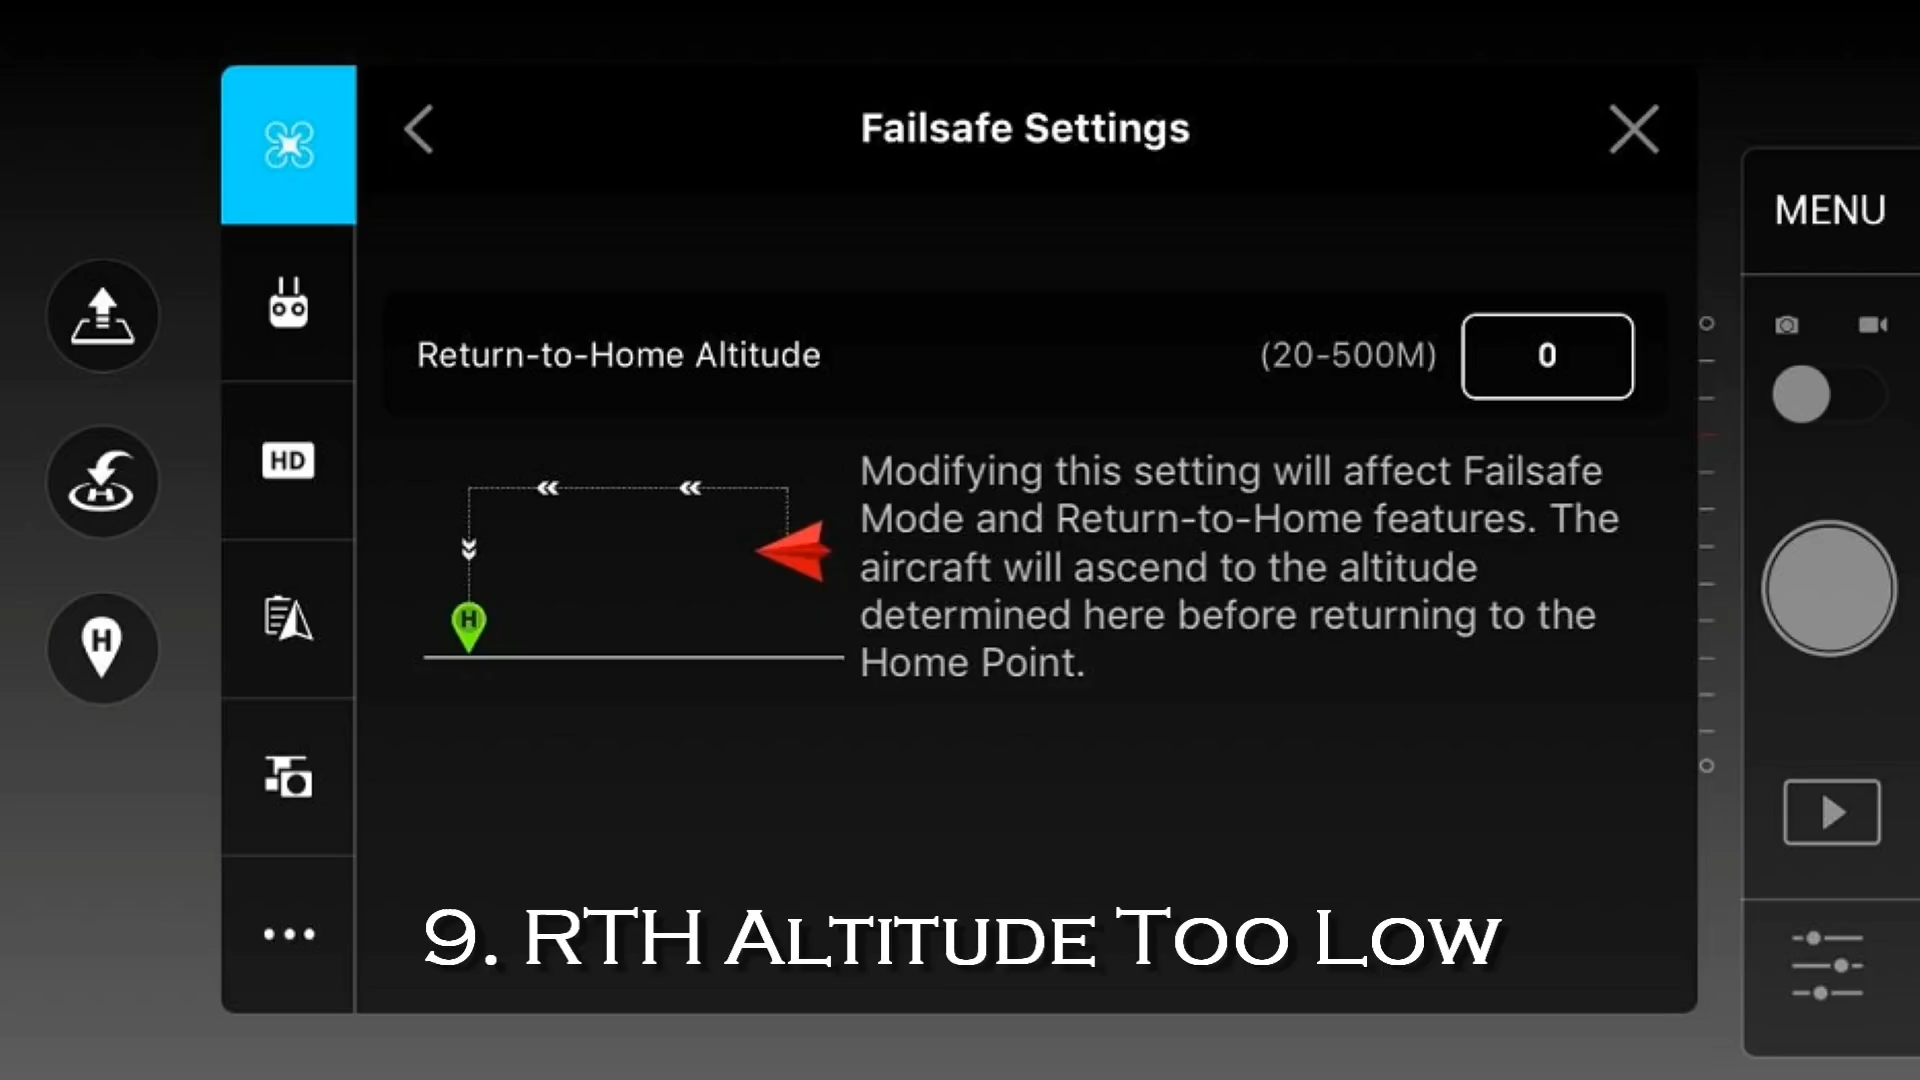 Failsafe Settings
MENU
Return-to-Home Altitude (20-500M) 0
HD
H
H
H
Modifying this setting will affect Failsafe
Mode and Return-to-Home features. The
aircraft will ascend to the altitude
determined here before returning to the
Home Point.
9. RTH Altitude Too Low